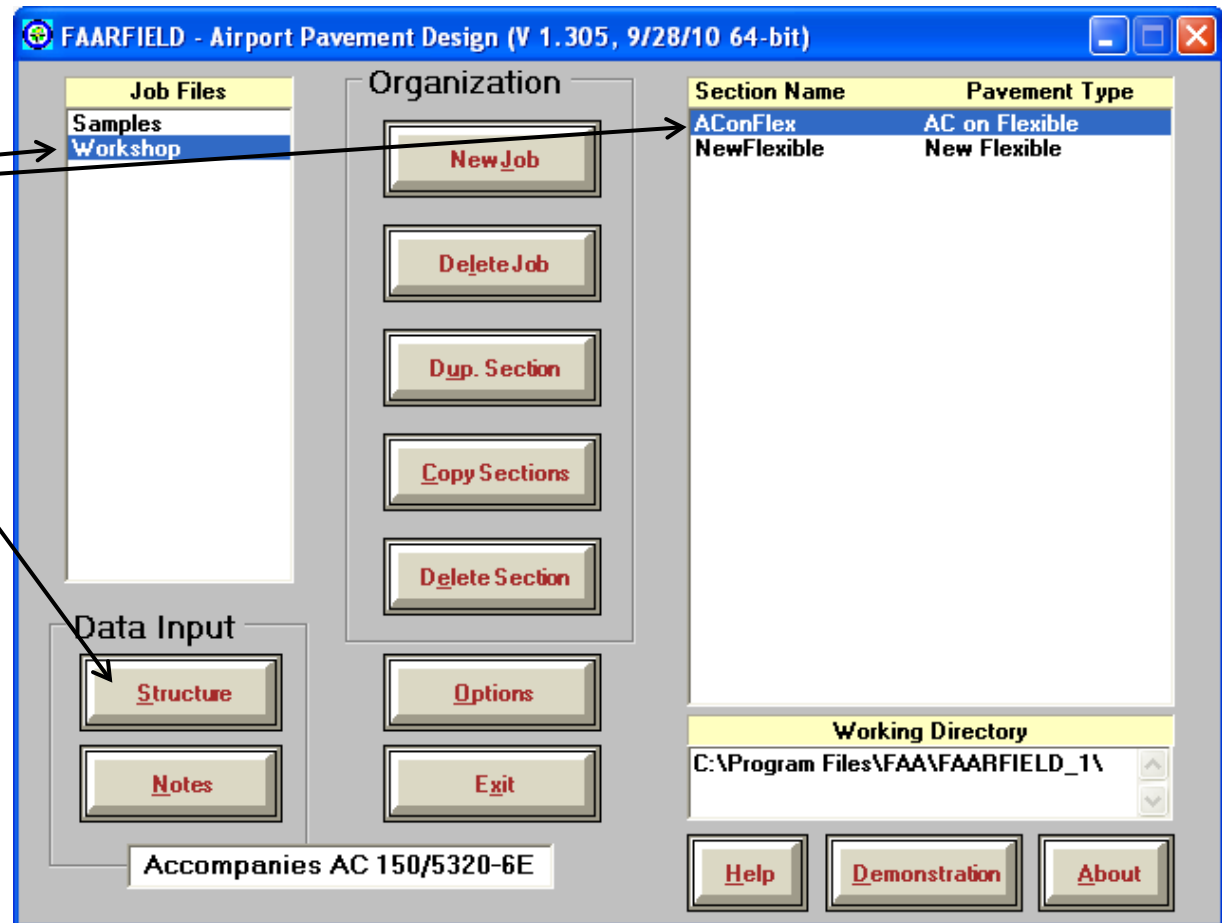 FAARFIELD - Airport Pavement Design (V 1.305, 9/28/10 64-bit)
Job Files
Samples
Workshop
Organization
New Job
Delete Job
Dup. Section
Copy Sections
Delete Section
Section Name Pavement Type
AConFlex AC on Flexible
NewFlexible New Flexible
Data Input
Structure
Notes
Options
Exit
Working Directory
C:\Program Files\FAA\FAARFIELD_1\
Accompanies AC 150/5320-6E
Help
Demonstration
About